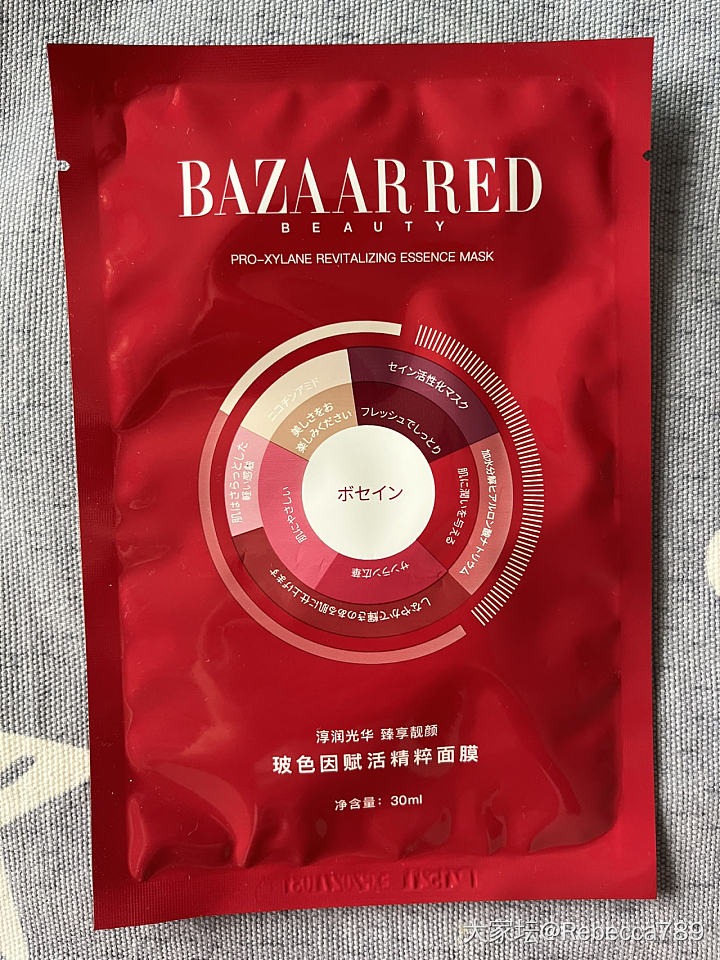 BAZAAR RED
BEAUTY
PRO-XYLANE REVITALIZING ESSENCE MASK
ニコチンアミド
セイン活性化マスク
美しさをお
楽しみください
フレッシュでしっとり
肌はさらっとした
軽い感触
肌にやさしい
ボセイン
肌に潤いを与える
加水分解ヒアルロン酸ナトリウム
サンラン広華
しなやかで輝きのある肌に仕上げます
淳润光华 臻享靓颜
玻色因赋活精粹面膜
净含量：30ml
大家坛@Rebecca789